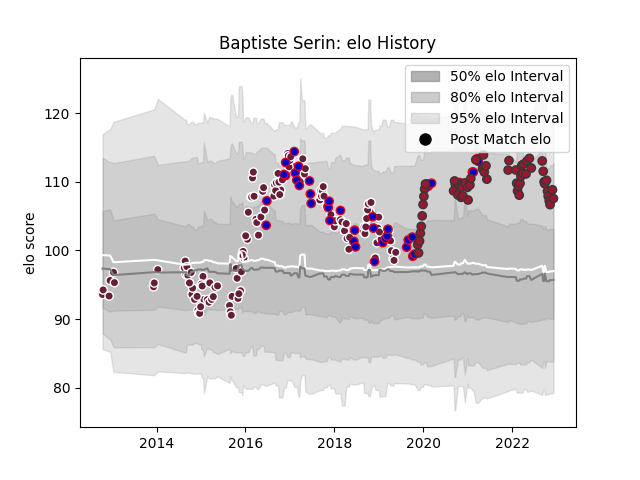 Baptiste Serin: elo History
50% elo Interval
80% elo Interval
95% elo Interval
Post Match elo
elo score
120
110
100
90
80
2014
2016
2018
2020
2022